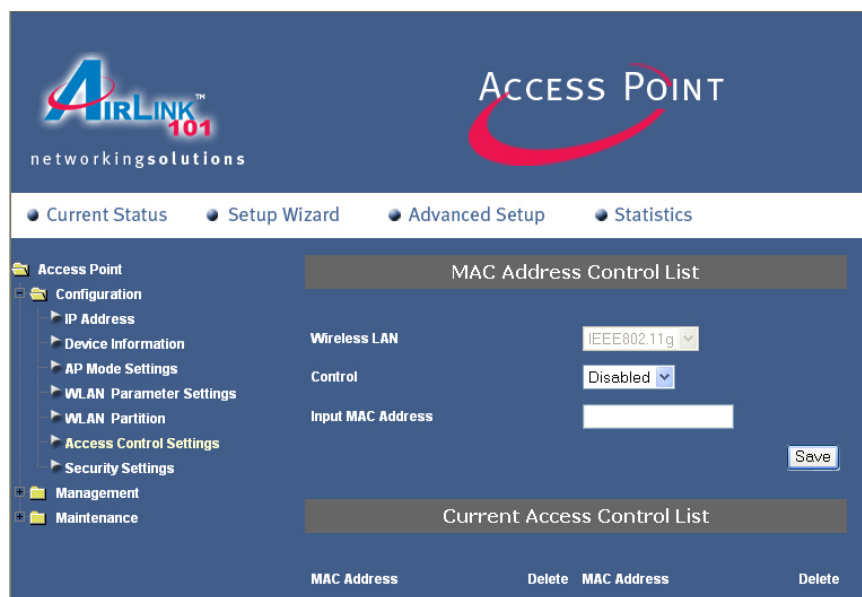 AIRLINK™
101
networkingsolutions
ACCESS POINT
Current Status
Setup Wizard
Advanced Setup
Statistics
Access Point
Configuration
IP Address
Device Information
AP Mode Settings
WLAN Parameter Settings
WLAN Partition
Access Control Settings
Security Settings
Management
Maintenance
MAC Address Control List
Wireless LAN IEEE802.11g
Control Disabled
Input MAC Address
Save
Current Access Control List
MAC Address Delete MAC Address Delete